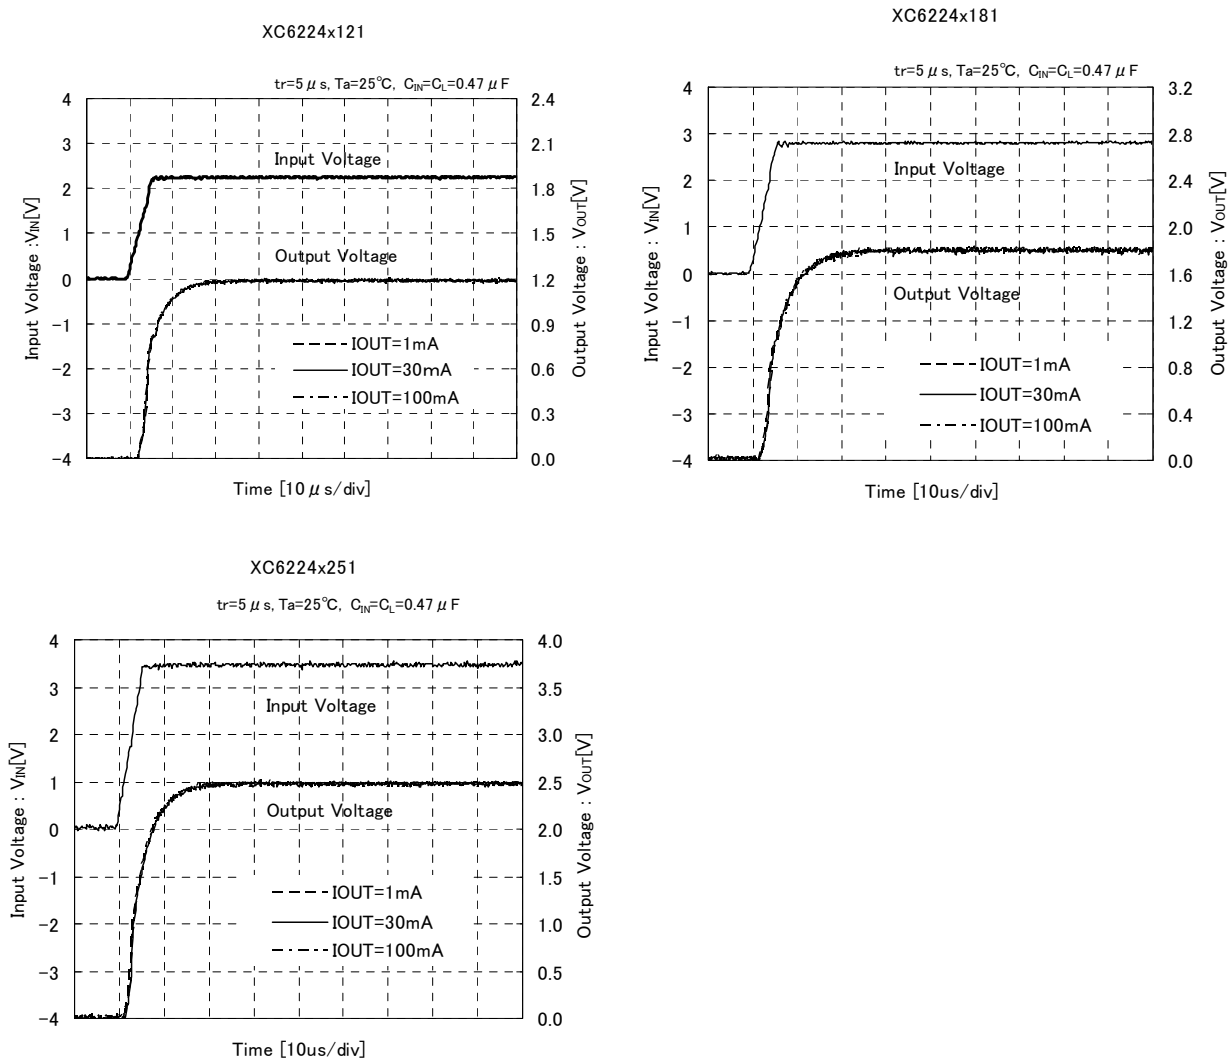 XC6224x121
tr=5 μ s, Ta=25℃, CIN=CL=0.47 μ F
4
3
2
1
0
-1
-2
-3
-4
Input Voltage :VIN[V]
2.4
2.1
1.8
1.5
1.2
0.9
0.6
0.3
0.0
Output Voltage : VOUT[V]
Input Voltage
Output Voltage
IOUT=1mA
IOUT=30mA
IOUT=100mA
Time [10 μ s/div]
XC6224x181
tr=5 μ s, Ta=25℃, CIN=CL=0.47 μ F
4
3
2
1
0
-1
-2
-3
-4
Input Voltage : VIN[V]
3.2
2.8
2.4
2.0
1.6
1.2
0.8
0.4
0.0
Output Voltage : VOUT[V]
Input Voltage
Output Voltage
IOUT=1mA
IOUT=30mA
IOUT=100mA
Time [10us/div]
XC6224x251
tr=5 μ s, Ta=25℃, CIN=CL=0.47 μ F
4
3
2
1
0
-1
-2
-3
-4
Input Voltage : VIN[V]
4.0
3.5
3.0
2.5
2.0
1.5
1.0
0.5
0.0
Output Voltage : VOUT[V]
Input Voltage
Output Voltage
IOUT=1mA
IOUT=30mA
IOUT=100mA
Time [10us/div]